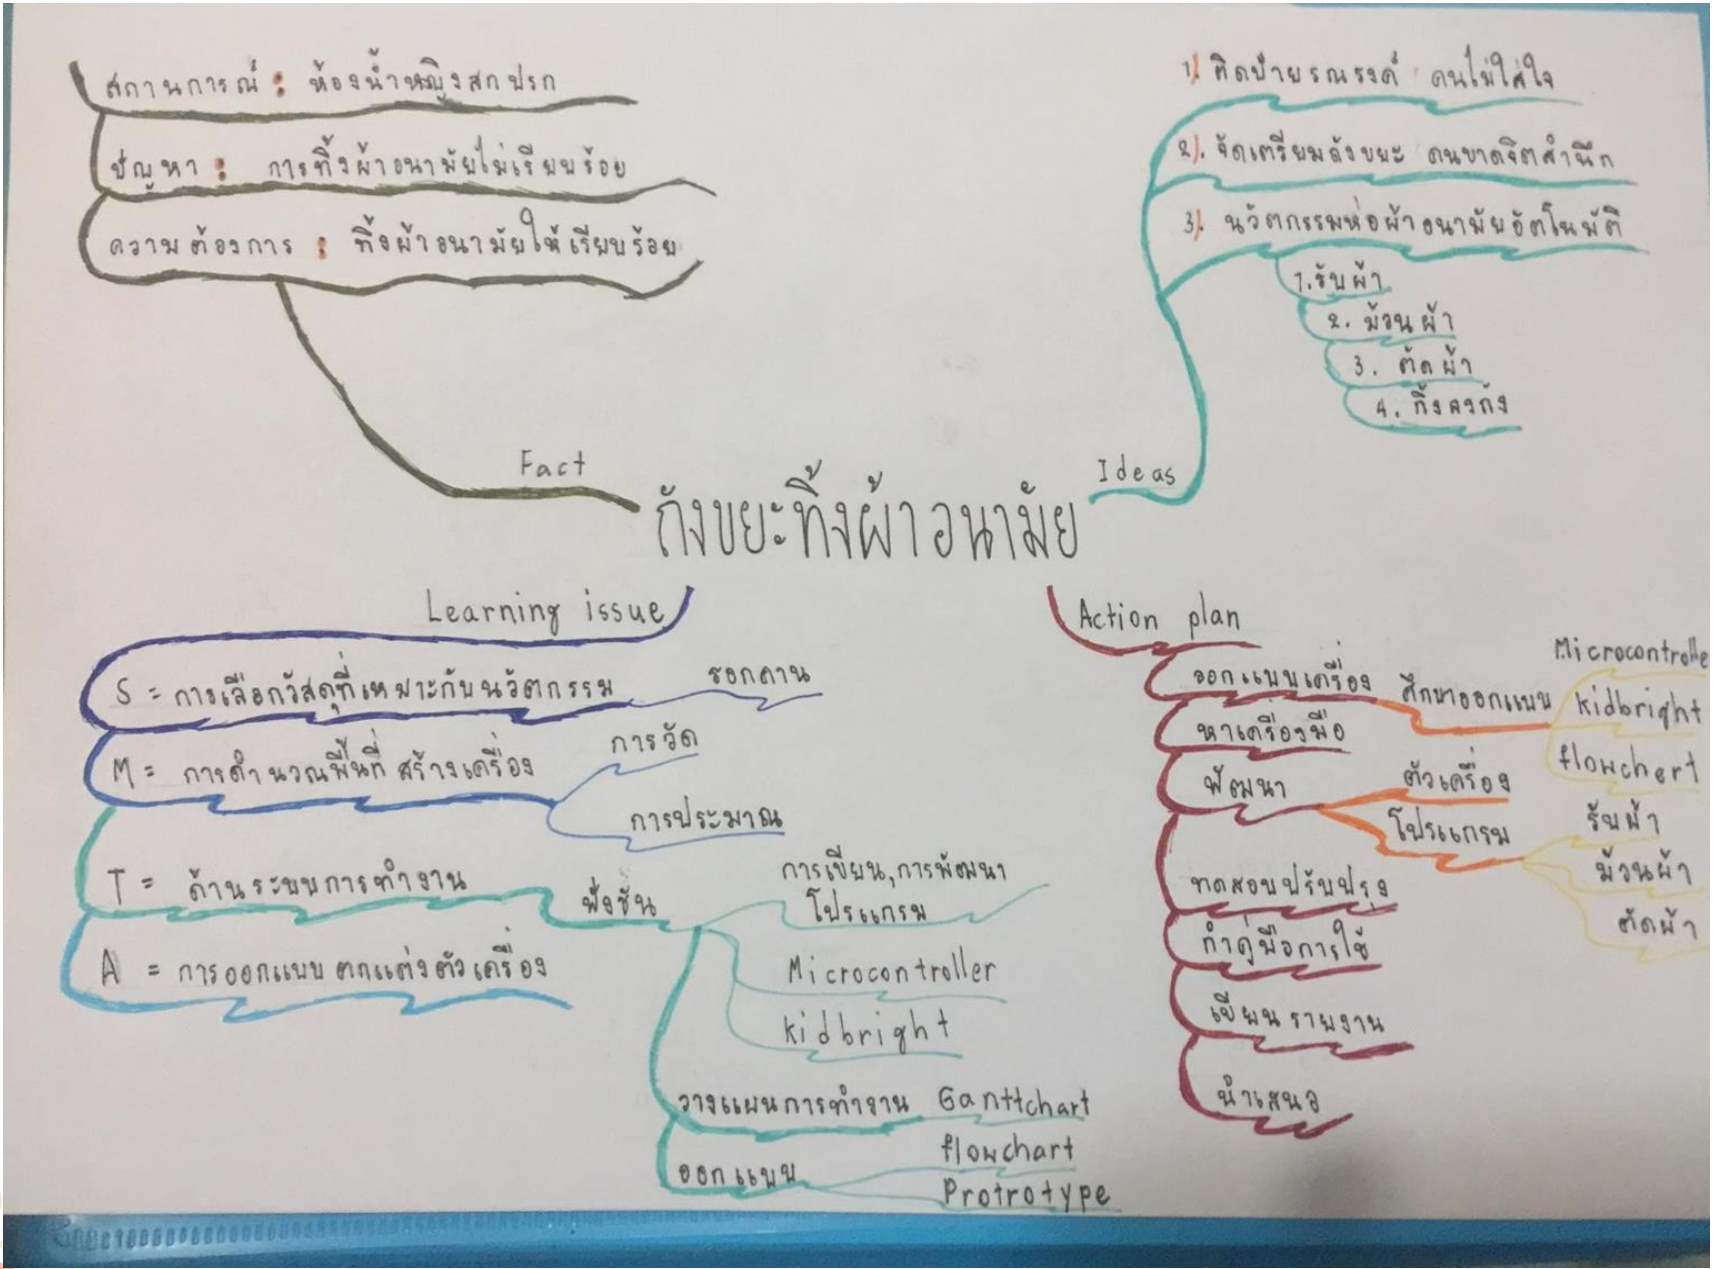 สถานการณ์ : ห้องน้ำหญิงสกปรก
ปัญหา : การทิ้งผ้าอนามัยไม่เรียบร้อย
ความต้องการ : ทิ้งผ้าอนามัยให้เรียบร้อย
Fact
1). ติดป้ายรณรงค์ คนไม่ใส่ใจ
2). จัดเตรียมถังขยะ คนขาดจิตสำนึก
3). นวัตกรรมห่อผ้าอนามัยอัตโนมัติ
1. รับผ้า
2. ม้วนผ้า
3. ตัดผ้า
4. ทิ้งลงถัง
Ideas
ถังขยะทิ้งผ้าอนามัย
Learning issue
S = การเลือกวัสดุที่เหมาะกับนวัตกรรม
รอกคาน
M = การคำนวณพื้นที่ สร้างเครื่อง
การวัด
การประมาณ
T = ด้านระบบการทำงาน
ฟังชัน
การเขียน, การพัฒนา
โปรแกรม
Microcontroller
kidbright
วางแผนการทำงาน Ganttchart
ออกแบบ
flowchart
Protrotype
A = การออกแบบตกแต่งตัวเครื่อง
Action plan
ออกแบบเครื่อง
ศึกษาออกแบบ
Microcontrolle
kidbright
flowchert
หาเครื่องมือ
พัฒนา
ตัวเครื่อง
โปรแกรม
รับผ้า
ม้วนผ้า
ตัดผ้า
ทดสอบปรับปรุง
ทำคู่มือการใช้
เขียนรายงาน
นำเสนอ